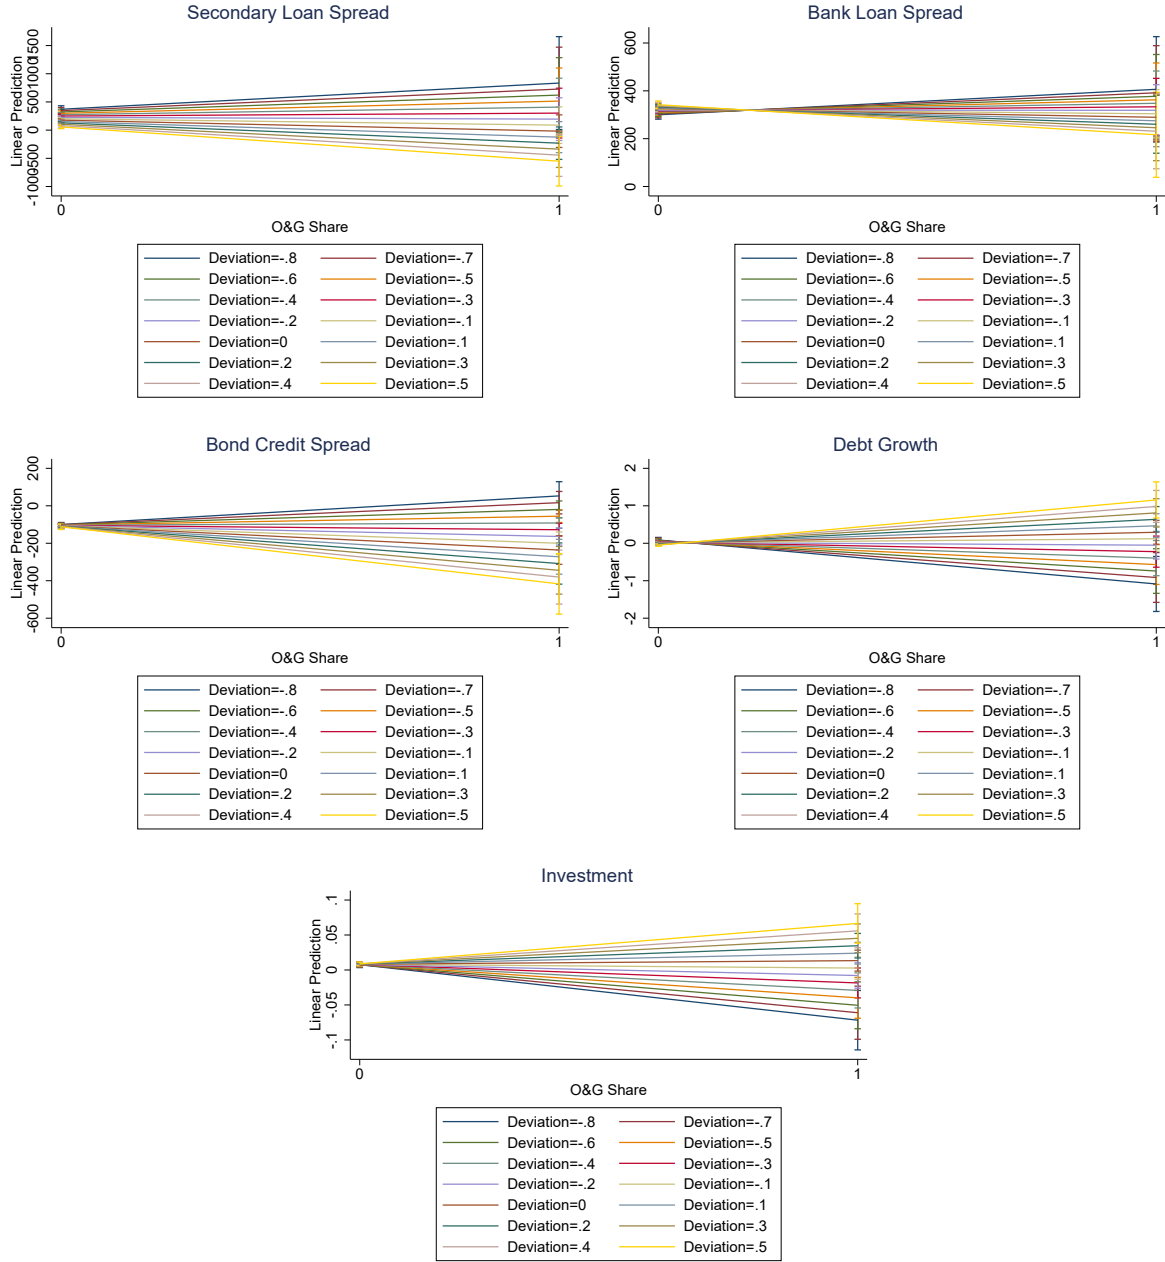 Secondary Loan Spread
Linear Prediction
-1000
-500
0
500
1000
1500
0 1
O&G Share
Deviation=-.8 Deviation=-.7
Deviation=-.6 Deviation=-.5
Deviation=-.4 Deviation=-.3
Deviation=-.2 Deviation=-.1
Deviation=0 Deviation=.1
Deviation=.2 Deviation=.3
Deviation=.4 Deviation=.5
Bank Loan Spread
Linear Prediction
0
200
400
600
0 1
O&G Share
Deviation=-.8 Deviation=-.7
Deviation=-.6 Deviation=-.5
Deviation=-.4 Deviation=-.3
Deviation=-.2 Deviation=-.1
Deviation=0 Deviation=.1
Deviation=.2 Deviation=.3
Deviation=.4 Deviation=.5
Bond Credit Spread
Linear Prediction
-600
-400
-200
0
200
0 1
O&G Share
Deviation=-.8 Deviation=-.7
Deviation=-.6 Deviation=-.5
Deviation=-.4 Deviation=-.3
Deviation=-.2 Deviation=-.1
Deviation=0 Deviation=.1
Deviation=.2 Deviation=.3
Deviation=.4 Deviation=.5
Debt Growth
Linear Prediction
-2
-1
0
1
2
0 1
O&G Share
Deviation=-.8 Deviation=-.7
Deviation=-.6 Deviation=-.5
Deviation=-.4 Deviation=-.3
Deviation=-.2 Deviation=-.1
Deviation=0 Deviation=.1
Deviation=.2 Deviation=.3
Deviation=.4 Deviation=.5
Investment
Linear Prediction
-.1
-.05
0
.05
.1
0 1
O&G Share
Deviation=-.8 Deviation=-.7
Deviation=-.6 Deviation=-.5
Deviation=-.4 Deviation=-.3
Deviation=-.2 Deviation=-.1
Deviation=0 Deviation=.1
Deviation=.2 Deviation=.3
Deviation=.4 Deviation=.5